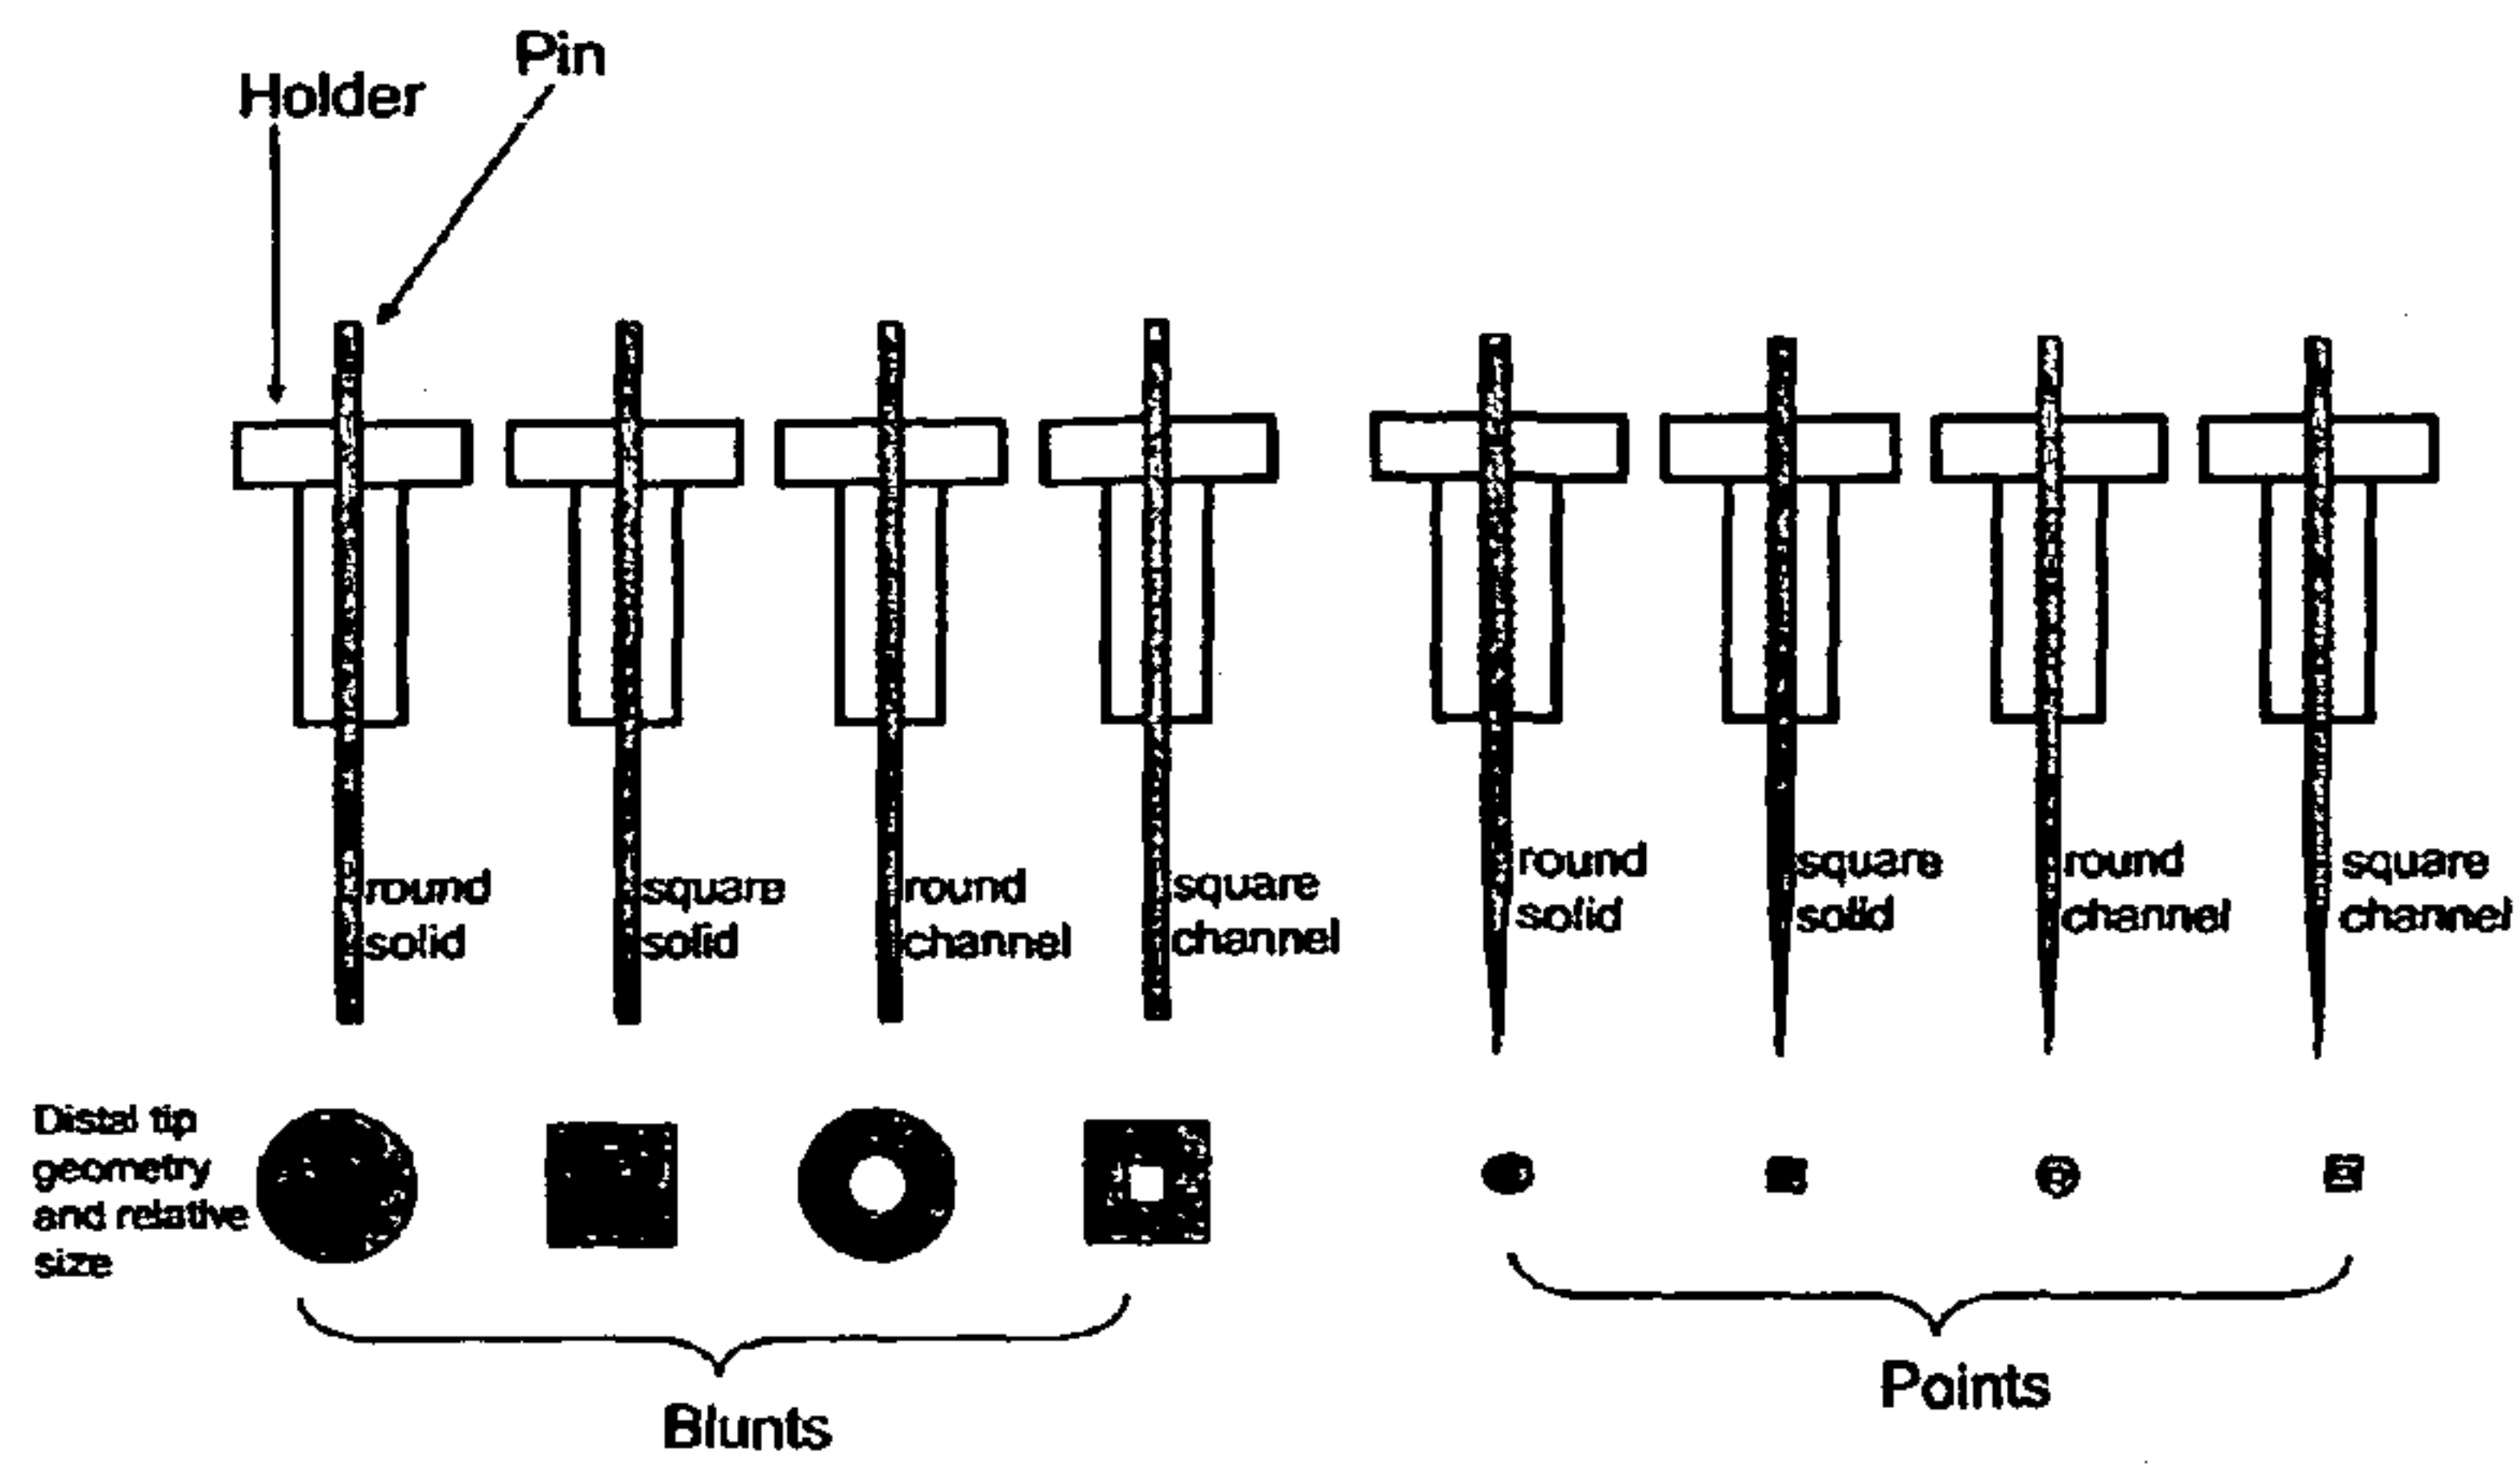 Pin
Holder
round
solid
square
solid
round
channel
square
channel
round
solid
square
solid
round
channel
square
channel
Distal tip
geometry
and relative
size
Blunts
Points